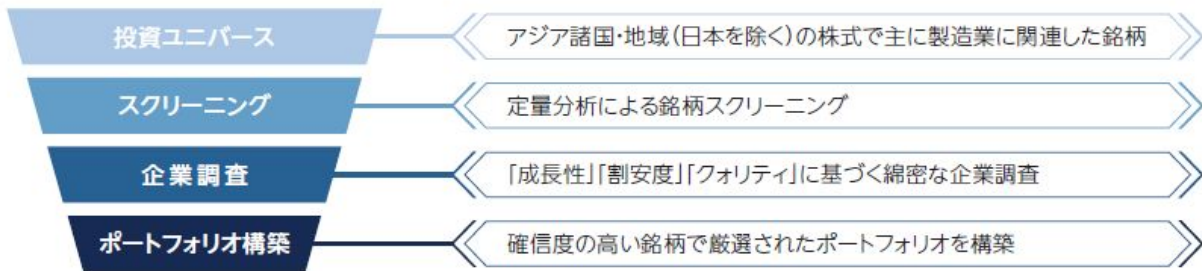 投資ユニバース
アジア諸国・地域(日本を除く)の株式で主に製造業に関連した銘柄
スクリーニング
定量分析による銘柄スクリーニング
企業調査
「成長性」「割安度」「クォリティ」に基づく綿密な企業調査
ポートフォリオ構築
確信度の高い銘柄で厳選されたポートフォリオを構築